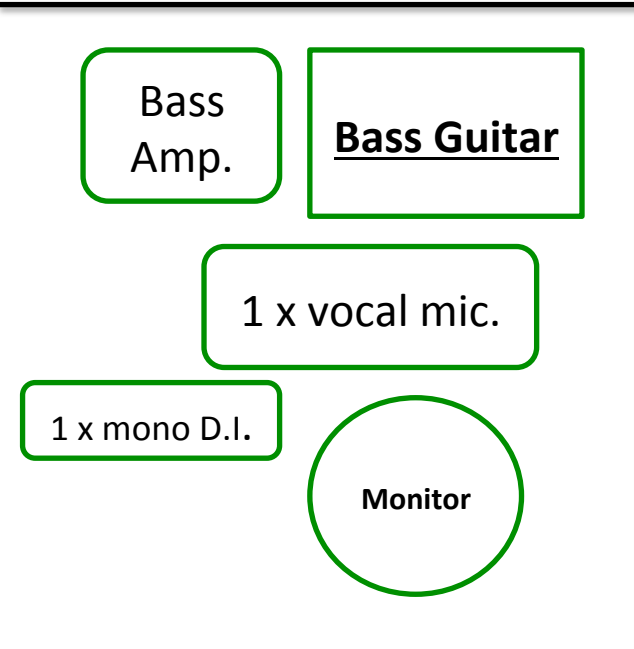 Bass
Amp.
Bass Guitar
1 x vocal mic.
1 x mono D.I.
Monitor